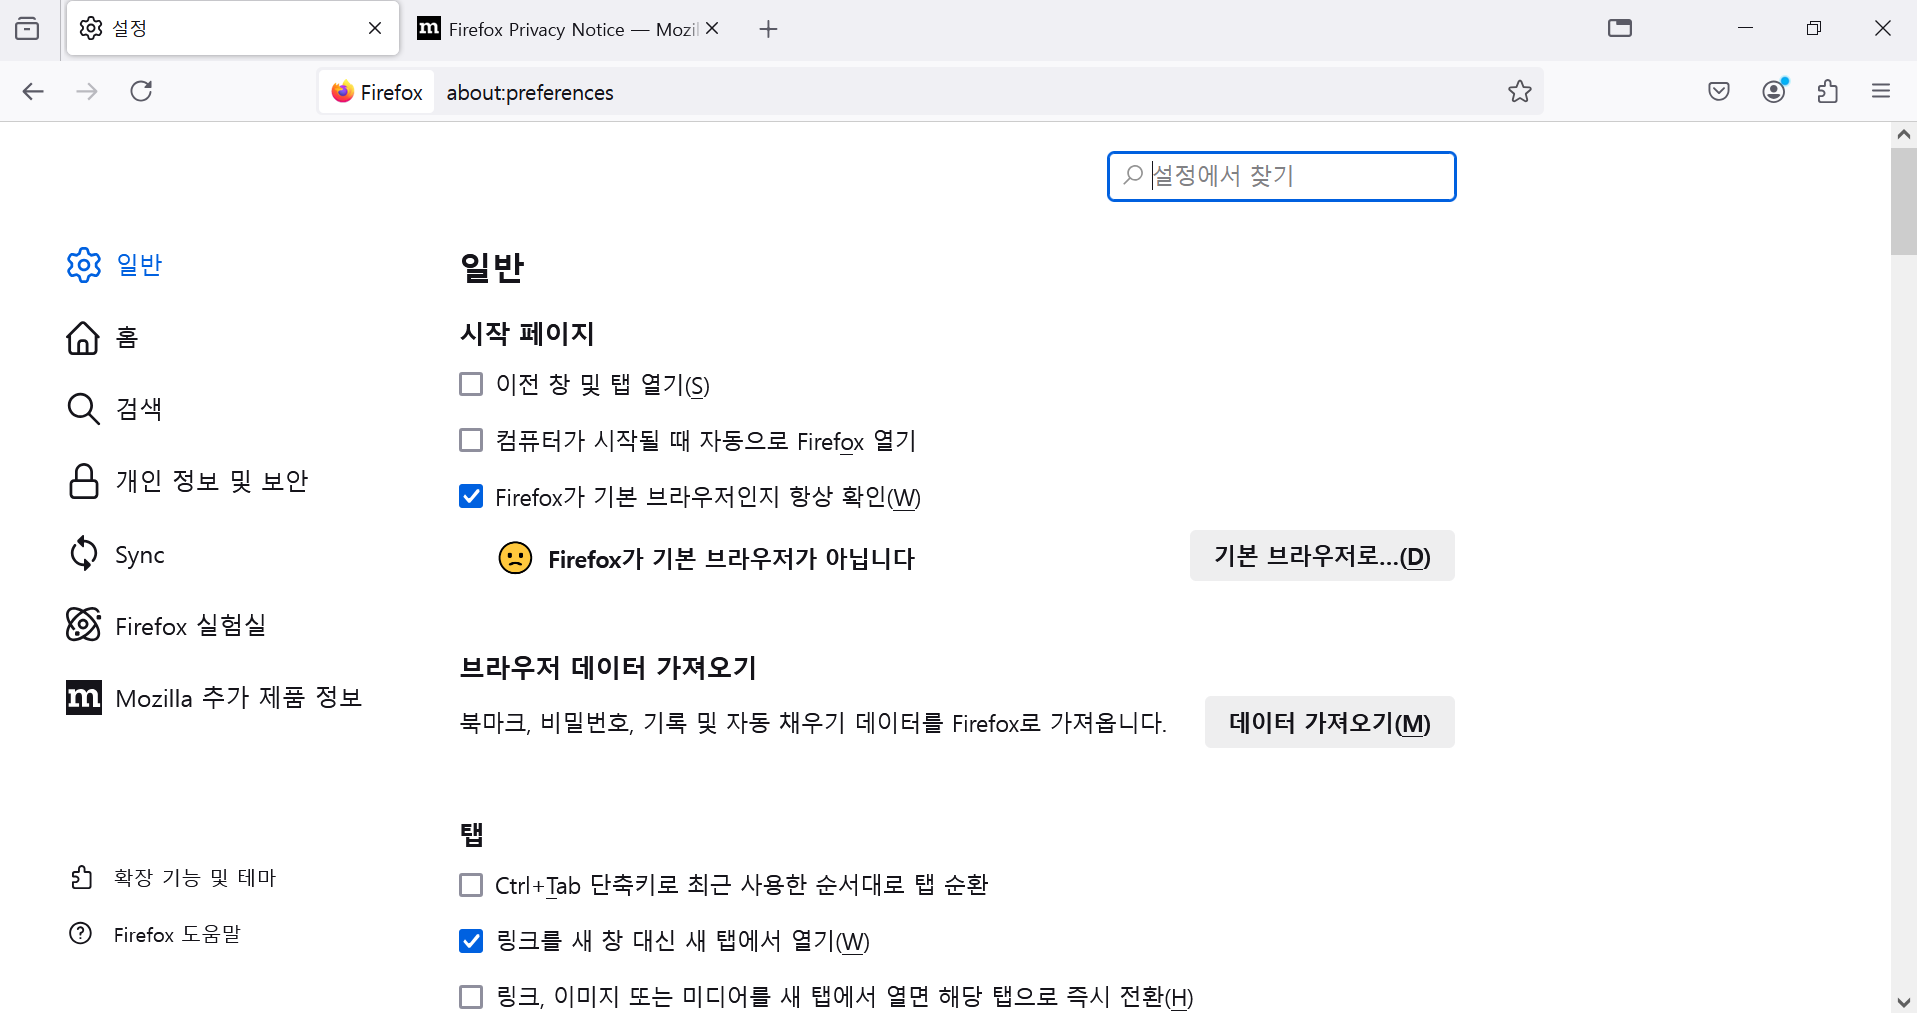 설정
Firefox Privacy Notice — Mozil
Firefox
about:preferences
설정에서 찾기
일반
홈
검색
개인 정보 및 보안
Sync
Firefox 실험실
Mozilla 추가 제품 정보
확장 기능 및 테마
Firefox 도움말
일반
시작 페이지
이전 창 및 탭 열기(S)
컴퓨터가 시작될 때 자동으로 Firefox 열기
Firefox가 기본 브라우저인지 항상 확인(W)
Firefox가 기본 브라우저가 아닙니다
기본 브라우저로...(D)
브라우저 데이터 가져오기
북마크, 비밀번호, 기록 및 자동 채우기 데이터를 Firefox로 가져옵니다.
데이터 가져오기(M)
탭
Ctrl+Tab 단축키로 최근 사용한 순서대로 탭 순환
링크를 새 창 대신 새 탭에서 열기(W)
링크, 이미지 또는 미디어를 새 탭에서 열면 해당 탭으로 즉시 전환(H)